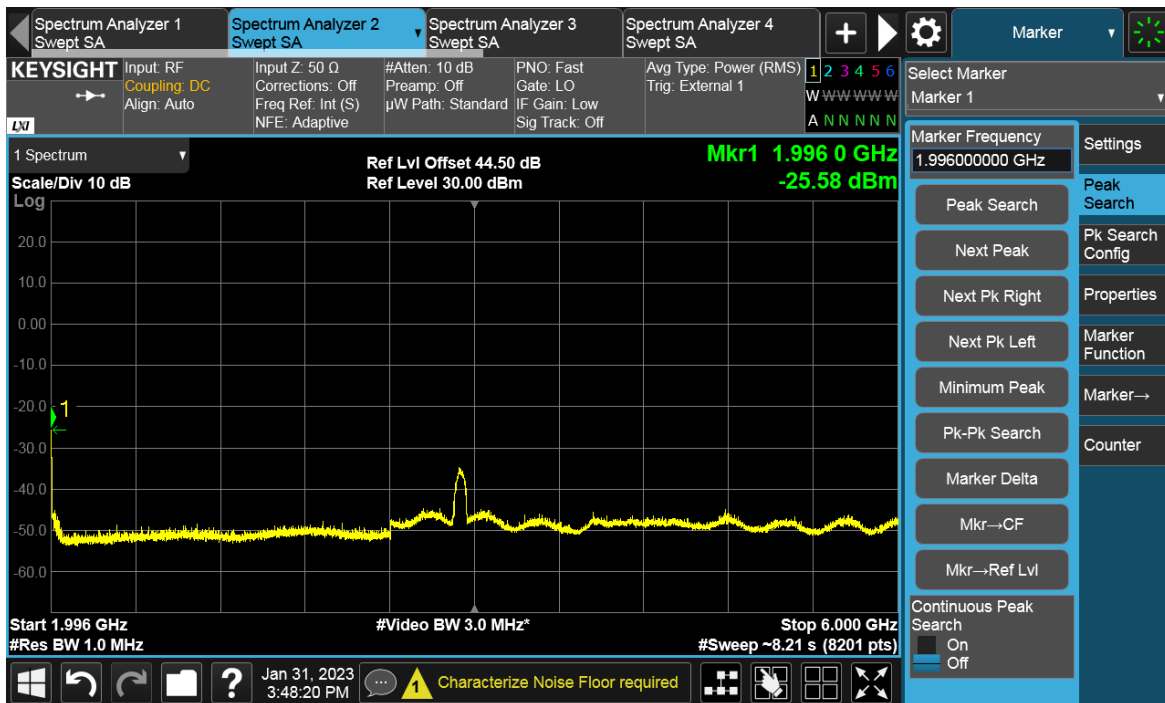 Spectrum Analyzer 1
Swept SA
Spectrum Analyzer 2
Swept SA
Spectrum Analyzer 3
Swept SA
Spectrum Analyzer 4
Swept SA
+
Marker
KEYSIGHT
LXI
Input: RF
Coupling: DC
Align: Auto
Input Z: 50 Ω
Corrections: Off
Freq Ref: Int (S)
NFE: Adaptive
#Atten: 10 dB
Preamp: Off
µW Path: Standard
PNO: Fast
Gate: LO
IF Gain: Low
Sig Track: Off
Avg Type: Power (RMS)
Trig: External 1
1 2 3 4 5 6
W W W W W W
A N N N N N
Select Marker
Marker 1
1 Spectrum
Scale/Div 10 dB
Log
Ref Lvl Offset 44.50 dB
Ref Level 30.00 dBm
Mkr1 1.996 0 GHz
-25.58 dBm
20.0
10.0
0.00
-10.0
-20.0
-30.0
-40.0
-50.0
-60.0
1
Start 1.996 GHz
#Res BW 1.0 MHz
#Video BW 3.0 MHz*
Stop 6.000 GHz
#Sweep ~8.21 s (8201 pts)
Marker Frequency
1.996000000 GHz
Peak Search
Next Peak
Next Pk Right
Next Pk Left
Minimum Peak
Pk-Pk Search
Marker Delta
Mkr→CF
Mkr→Ref Lvl
Continuous Peak
Search
On
Off
Settings
Peak
Search
Pk Search
Config
Properties
Marker
Function
Marker→
Counter
?
Jan 31, 2023
3:48:20 PM
1
Characterize Noise Floor required